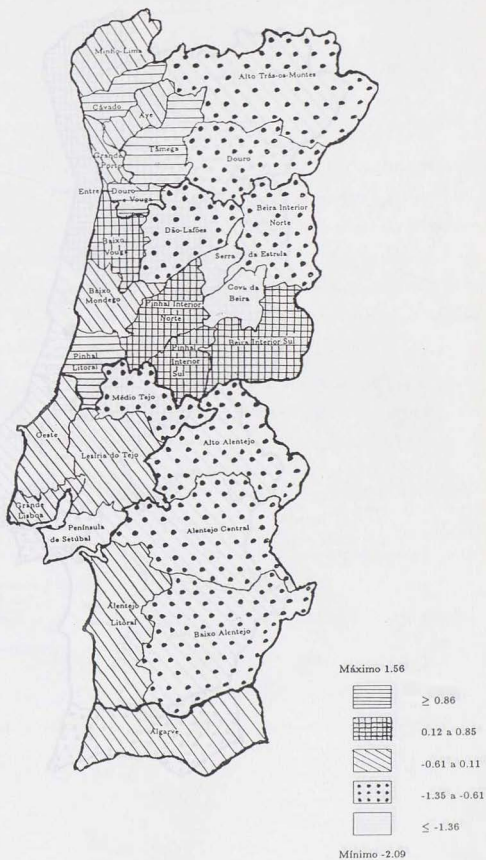 Minho-Lima
Alto Trás-os-Montes
Cávado
Ave
Tâmega
Grande
Porto
Douro
Entre Douro
e Vouga
Beira Interior
Norte
Dão-Lafões
Baixo
Vouga
Serra
da Estrela
Cova da
Beira
Baixo
Mondego
Pinhal Interior
Norte
Beira Interior Sul
Pinhal
Interior
Sul
Pinhal
Litoral
Médio Tejo
Oeste
Lezíria do Tejo
Alto Alentejo
Grande
Lisboa
Península
de Setúbal
Alentejo Central
Alentejo
Litoral
Baixo Alentejo
Algarve
Máximo 1.56
≥ 0.86
0.12 a 0.85
-0.61 a 0.11
-1.35 a -0.61
≤ -1.36
Mínimo -2.09